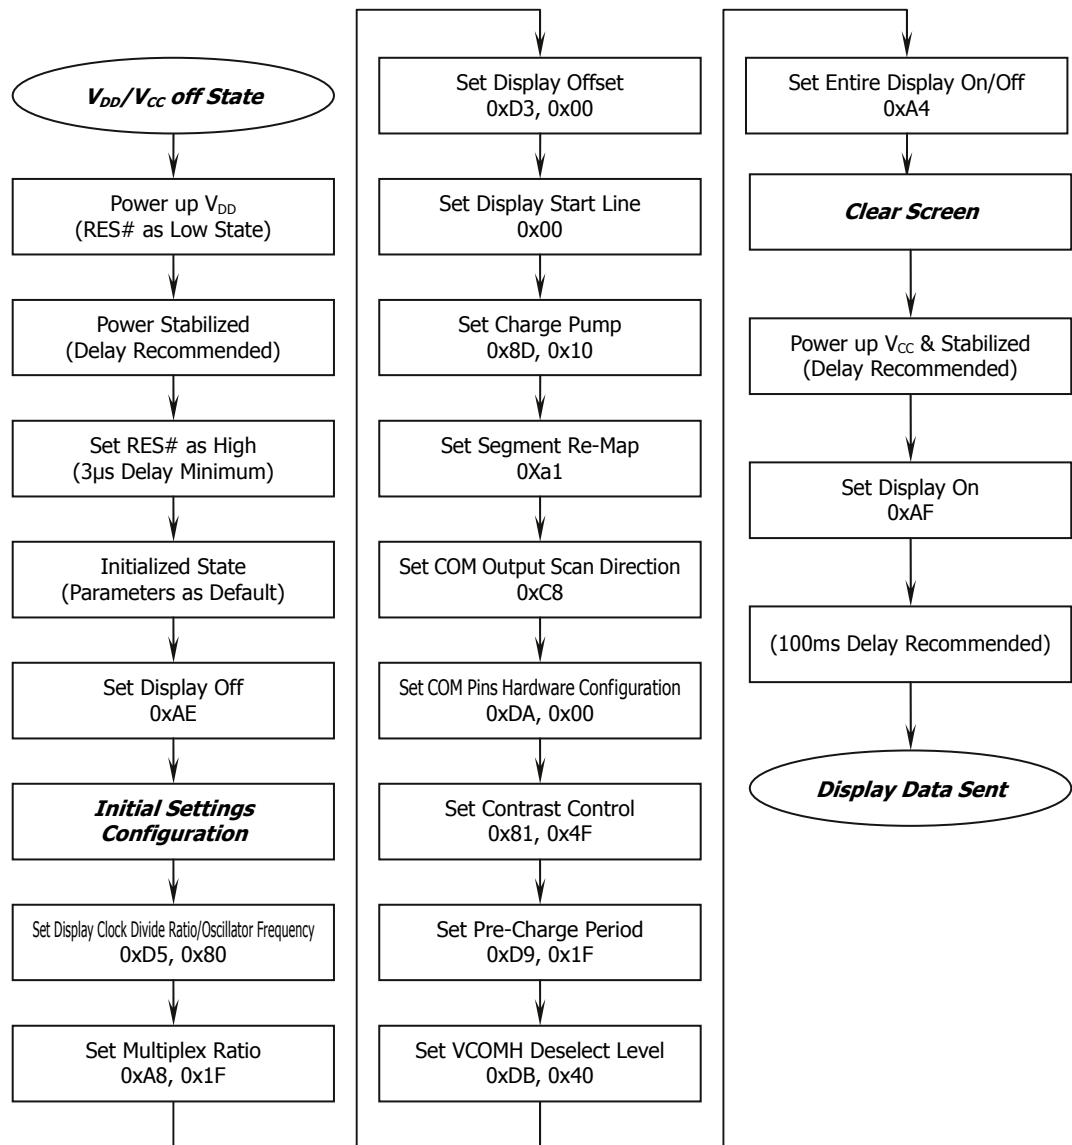 V_DD/V_CC off State
Power up V_DD
(RES# as Low State)
Power Stabilized
(Delay Recommended)
Set RES# as High
(3μs Delay Minimum)
Initialized State
(Parameters as Default)
Set Display Off
0xAE
Initial Settings
Configuration
Set Display Clock Divide Ratio/Oscillator Frequency
0xD5, 0x80
Set Multiplex Ratio
0xA8, 0x1F
Set Display Offset
0xD3, 0x00
Set Display Start Line
0x00
Set Charge Pump
0x8D, 0x10
Set Segment Re-Map
0Xa1
Set COM Output Scan Direction
0xC8
Set COM Pins Hardware Configuration
0xDA, 0x00
Set Contrast Control
0x81, 0x4F
Set Pre-Charge Period
0xD9, 0x1F
Set VCOMH Deselect Level
0xDB, 0x40
Set Entire Display On/Off
0xA4
Clear Screen
Power up V_CC & Stabilized
(Delay Recommended)
Set Display On
0xAF
(100ms Delay Recommended)
Display Data Sent